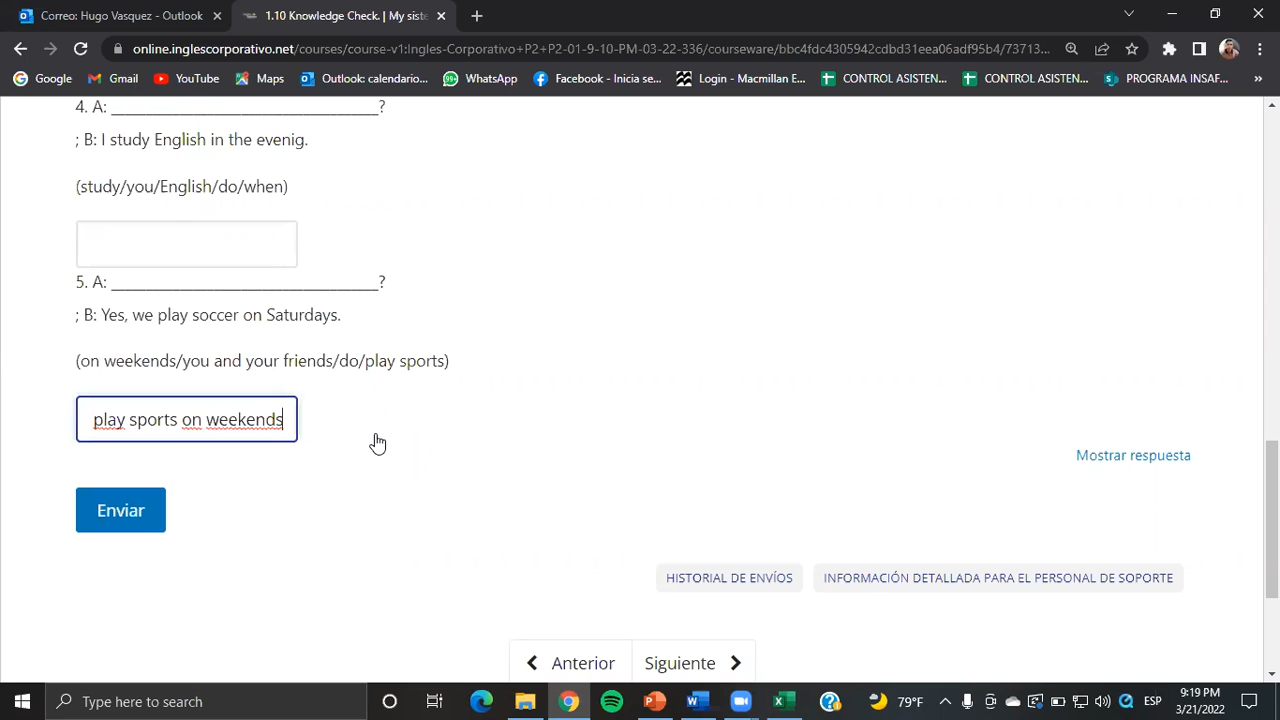 Correo: Hugo Vasquez - Outlook
1.10 Knowledge Check. | My siste
online.inglescorporativo.net/courses/course-v1:Ingles-Corporativo+P2+P2-01-9-10-PM-03-22-336/courseware/bbc4fdc4305942cdbd31eea06adf95b4/73713...
Google Gmail YouTube Maps Outlook: calendario... WhatsApp Facebook - Inicia se... Login - Macmillan E... CONTROL ASISTEN... CONTROL ASISTEN... PROGRAMA INSAF... »
4. A: ___________________________________?
; B: I study English in the evenig.
(study/you/English/do/when)
5. A: ___________________________________?
; B: Yes, we play soccer on Saturdays.
(on weekends/you and your friends/do/play sports)
play sports on weekends
Mostrar respuesta
Enviar
HISTORIAL DE ENVÍOS
INFORMACIÓN DETALLADA PARA EL PERSONAL DE SOPORTE
Anterior
Siguiente
Type here to search
79°F
ESP
9:19 PM
3/21/2022